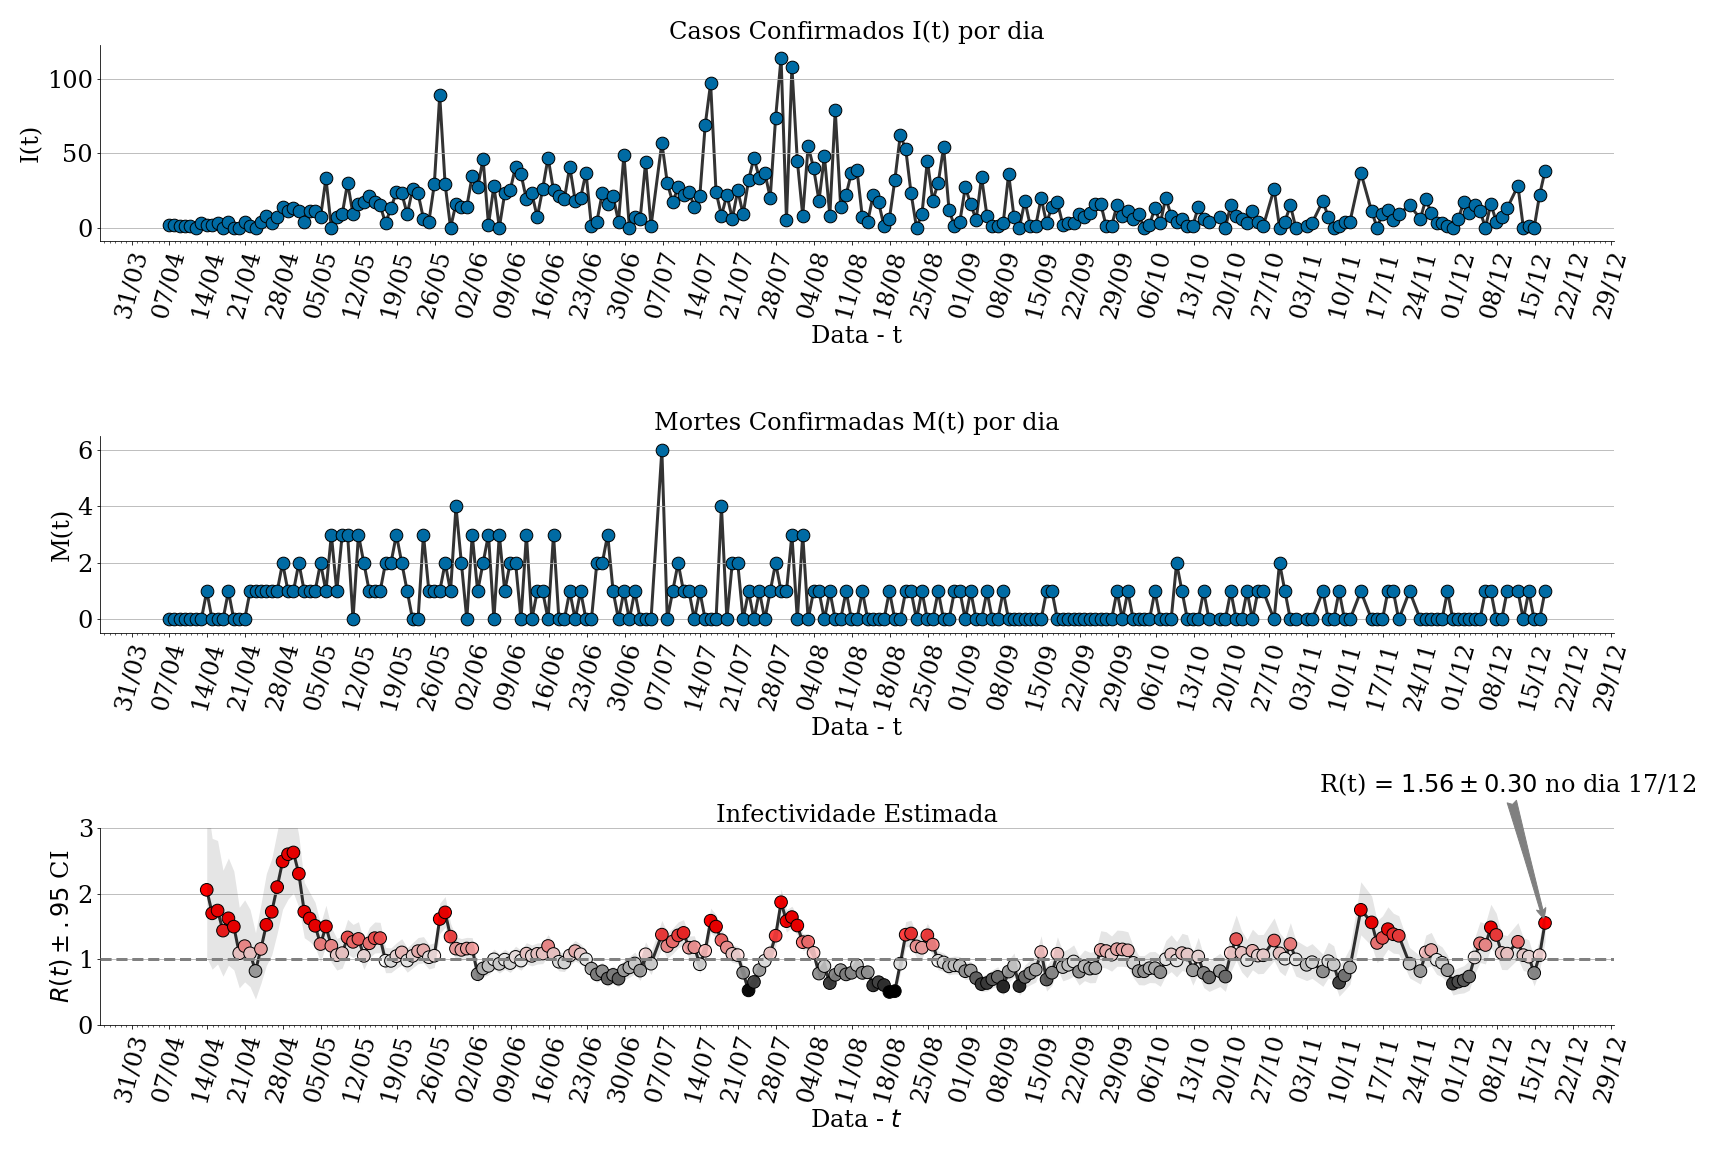 Casos Confirmados I(t) por dia
I(t)
100
50
0
31/03 07/04 14/04 21/04 28/04 05/05 12/05 19/05 26/05 02/06 09/06 16/06 23/06 30/06 07/07 14/07 21/07 28/07 04/08 11/08 18/08 25/08 01/09 08/09 15/09 22/09 29/09 06/10 13/10 20/10 27/10 03/11 10/11 17/11 24/11 01/12 08/12 15/12 22/12 29/12
Data - t
Mortes Confirmadas M(t) por dia
M(t)
6
4
2
0
31/03 07/04 14/04 21/04 28/04 05/05 12/05 19/05 26/05 02/06 09/06 16/06 23/06 30/06 07/07 14/07 21/07 28/07 04/08 11/08 18/08 25/08 01/09 08/09 15/09 22/09 29/09 06/10 13/10 20/10 27/10 03/11 10/11 17/11 24/11 01/12 08/12 15/12 22/12 29/12
Data - t
R(t) = 1.56 ± 0.30 no dia 17/12
Infectividade Estimada
R(t) ± .95 CI
3
2
1
0
31/03 07/04 14/04 21/04 28/04 05/05 12/05 19/05 26/05 02/06 09/06 16/06 23/06 30/06 07/07 14/07 21/07 28/07 04/08 11/08 18/08 25/08 01/09 08/09 15/09 22/09 29/09 06/10 13/10 20/10 27/10 03/11 10/11 17/11 24/11 01/12 08/12 15/12 22/12 29/12
Data - t